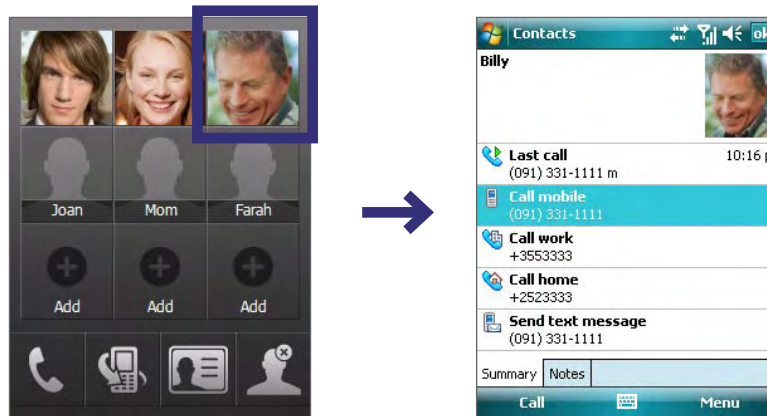 Joan Mom Farah
Add Add Add
Contacts ok
Billy
Last call 10:16 p
(091) 331-1111 m
Call mobile
(091) 331-1111
Call work
+3553333
Call home
+2523333
Send text message
(091) 331-1111
Summary Notes
Call Menu